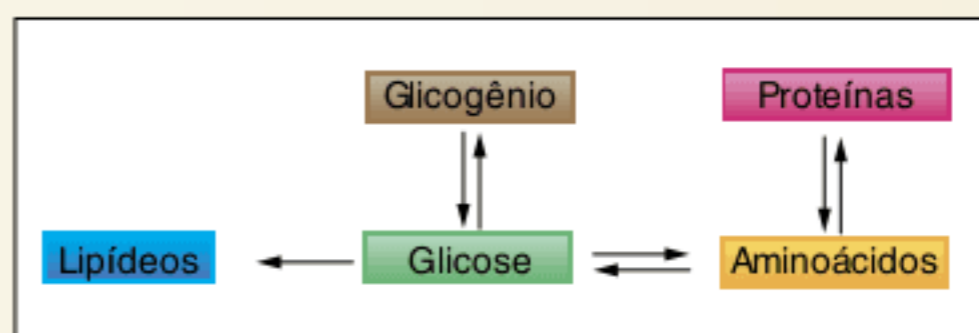 Glicogênio
Proteínas
Lipídeos
Glicose
Aminoácidos